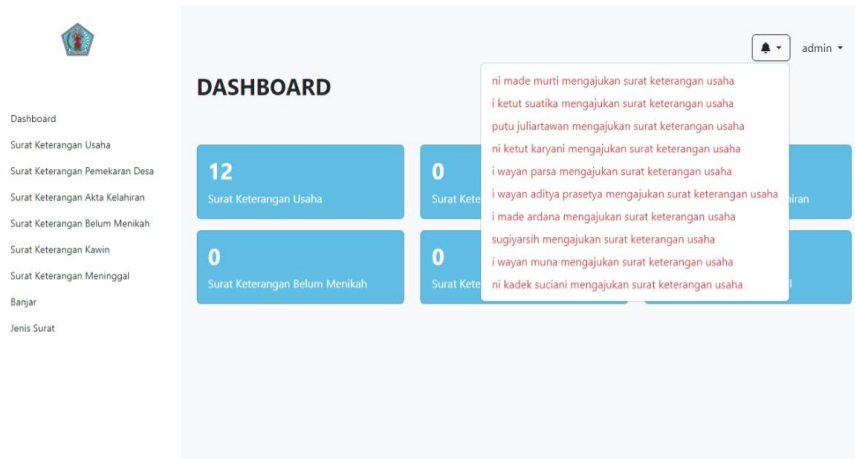 admin
DASHBOARD
Dashboard
Surat Keterangan Usaha
Surat Keterangan Pemekaran Desa
Surat Keterangan Akta Kelahiran
Surat Keterangan Belum Menikah
Surat Keterangan Kawin
Surat Keterangan Meninggal
Banjar
Jenis Surat
12
Surat Keterangan Usaha
0
Surat
0
Surat Keterangan Belum Menikah
0
Surat
ni made murti mengajukan surat keterangan usaha
i ketut suatika mengajukan surat keterangan usaha
putu juliartawan mengajukan surat keterangan usaha
ni ketut karyani mengajukan surat keterangan usaha
i wayan parsa mengajukan surat keterangan usaha
i wayan aditya prasetya mengajukan surat keterangan usaha
i made ardana mengajukan surat keterangan usaha
sugiyarsih mengajukan surat keterangan usaha
i wayan muna mengajukan surat keterangan usaha
ni kadek suciani mengajukan surat keterangan usaha